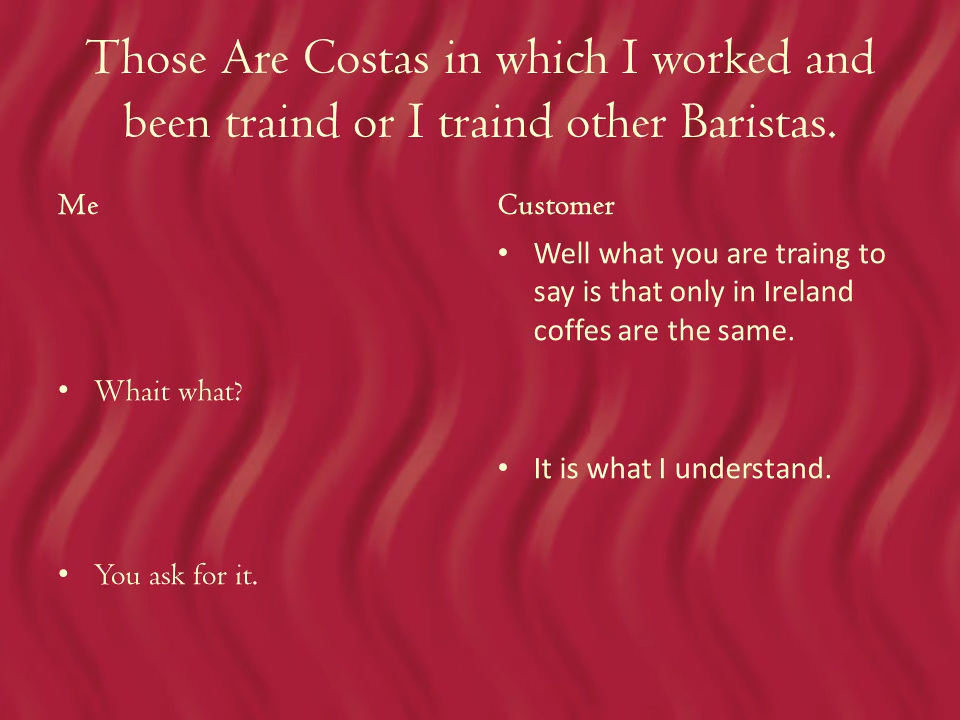 Those Are Costas in which I worked and
been traind or I traind other Baristas.
Me
• Whait what?
• You ask for it.
Customer
• Well what you are traing to
say is that only in Ireland
coffes are the same.
• It is what I understand.